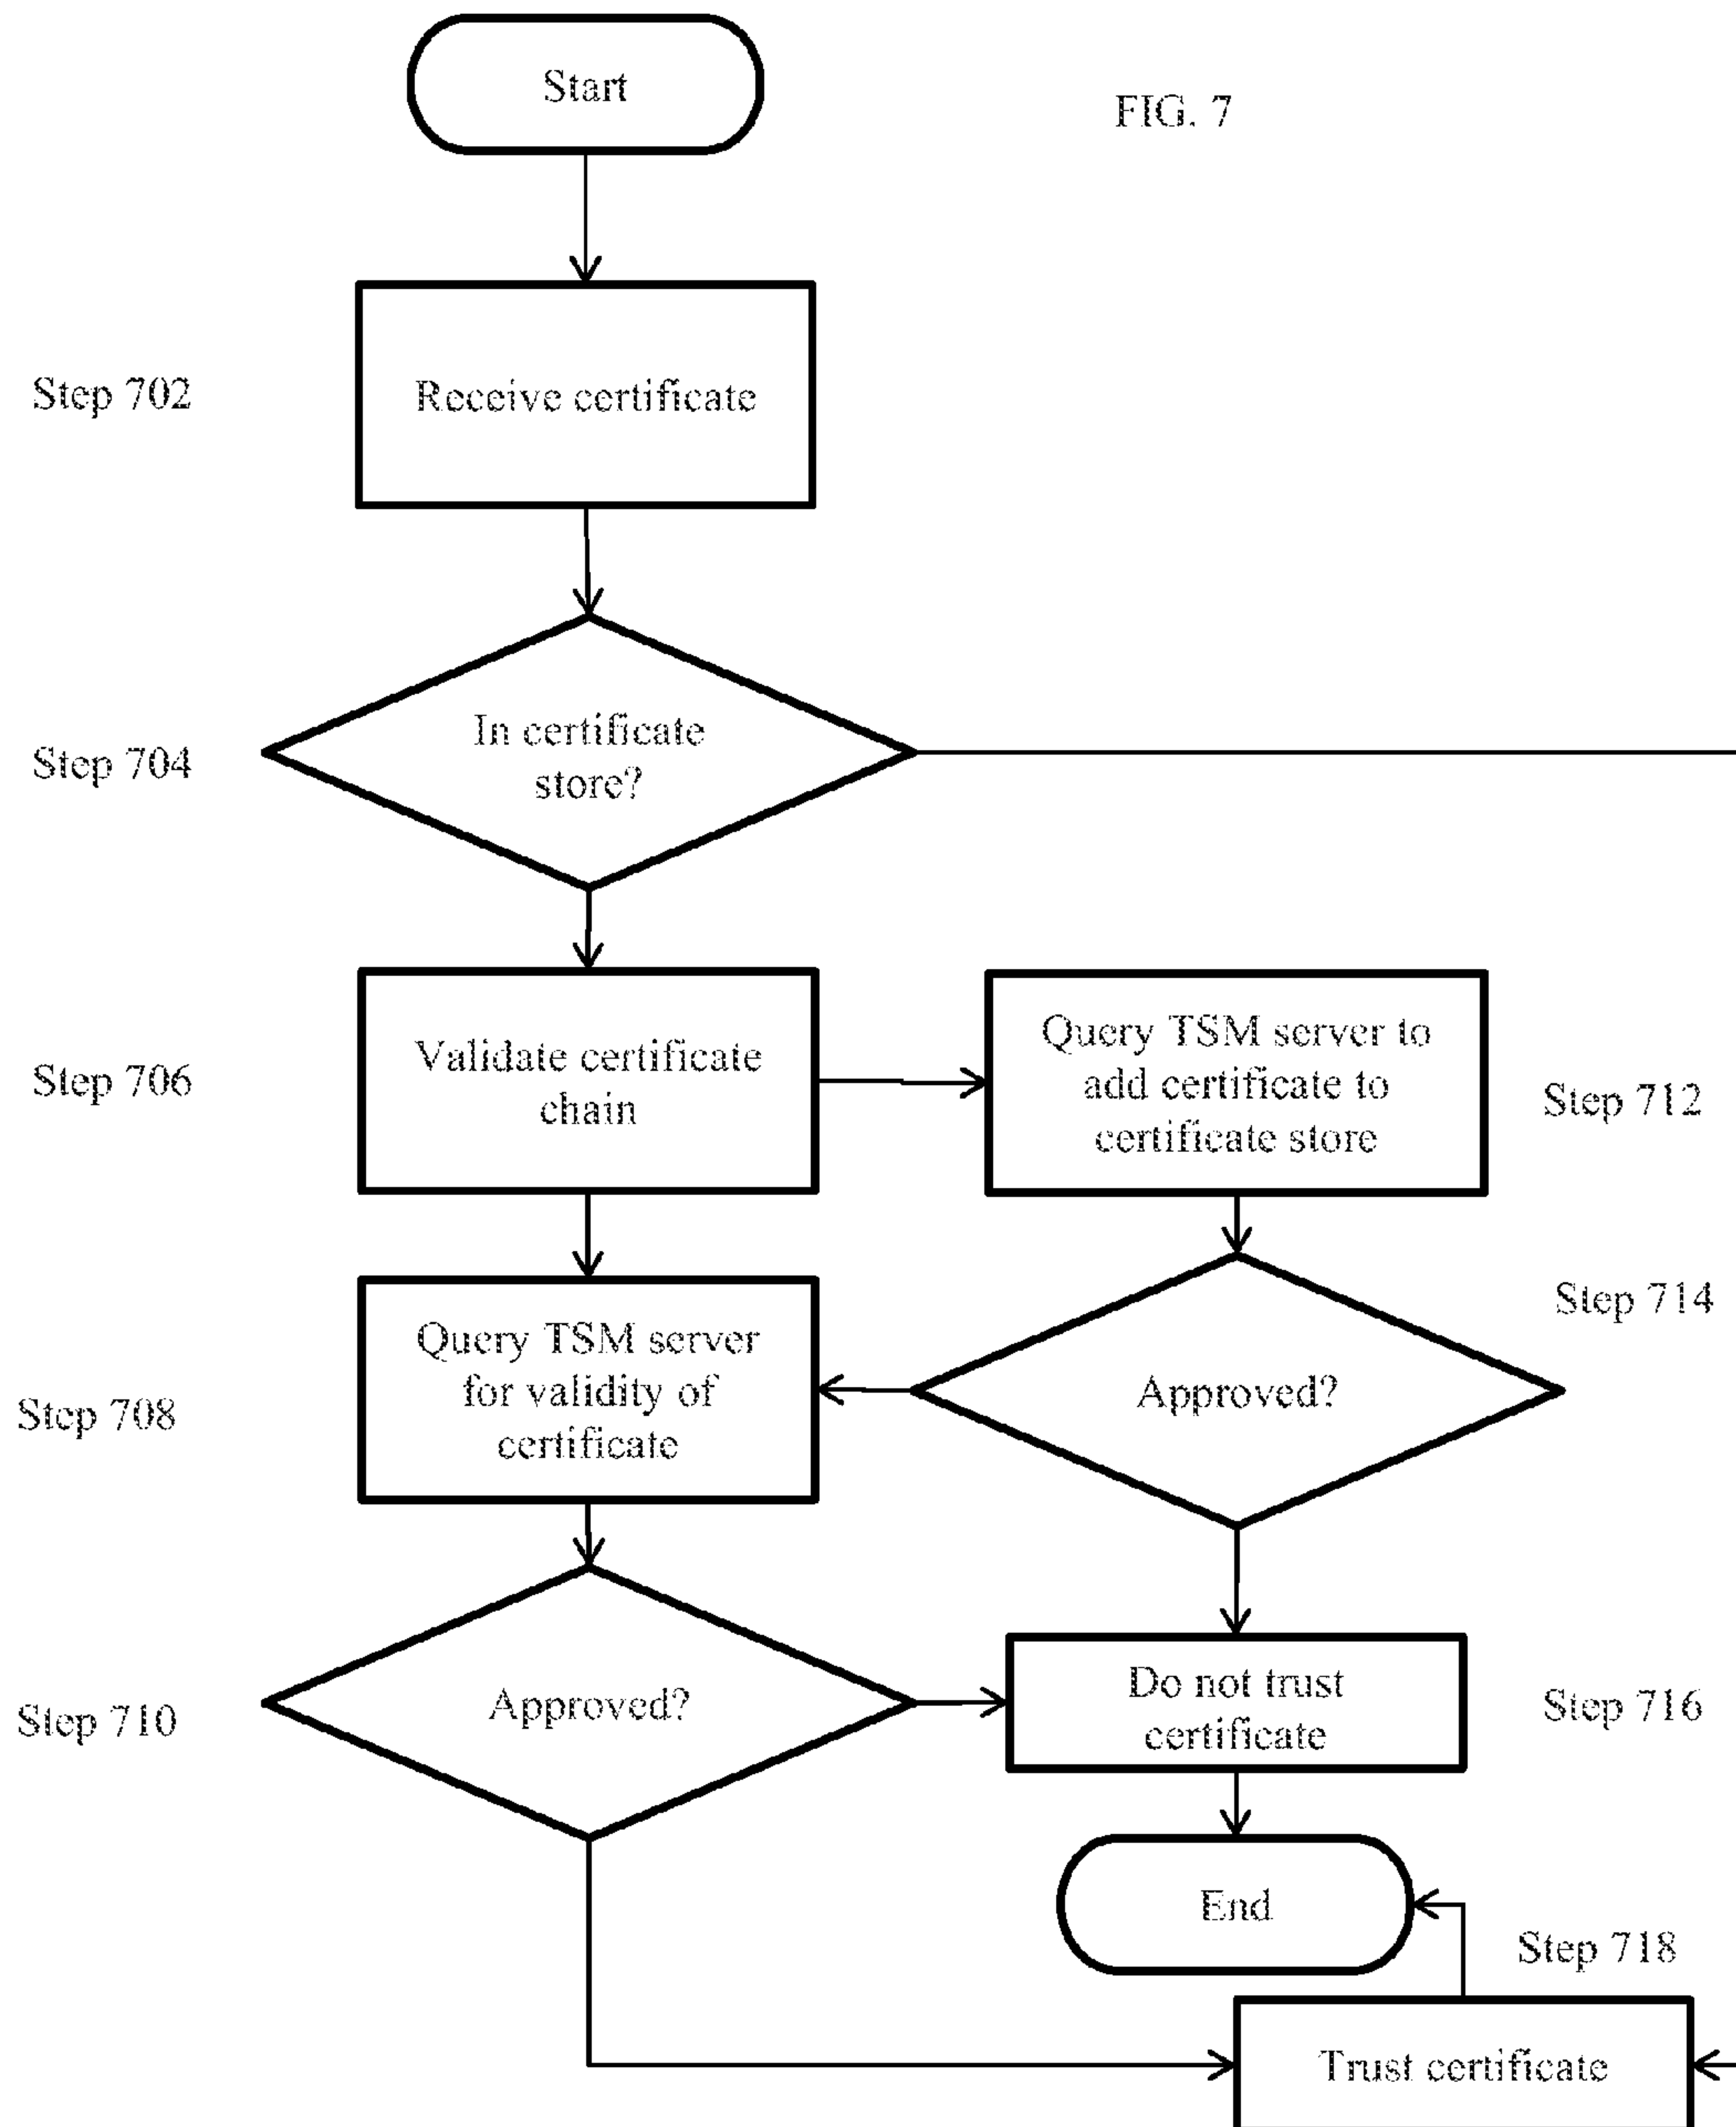 Start
FIG. 7
Step 702
Receive certificate
Step 704
In certificate
store?
Step 706
Validate certificate
chain
Query TSM server to
add certificate to
certificate store
Step 712
Step 708
Query TSM server
for validity of
certificate
Approved?
Step 714
Step 710
Approved?
Do not trust
certificate
Step 716
End
Step 718
Trust certificate